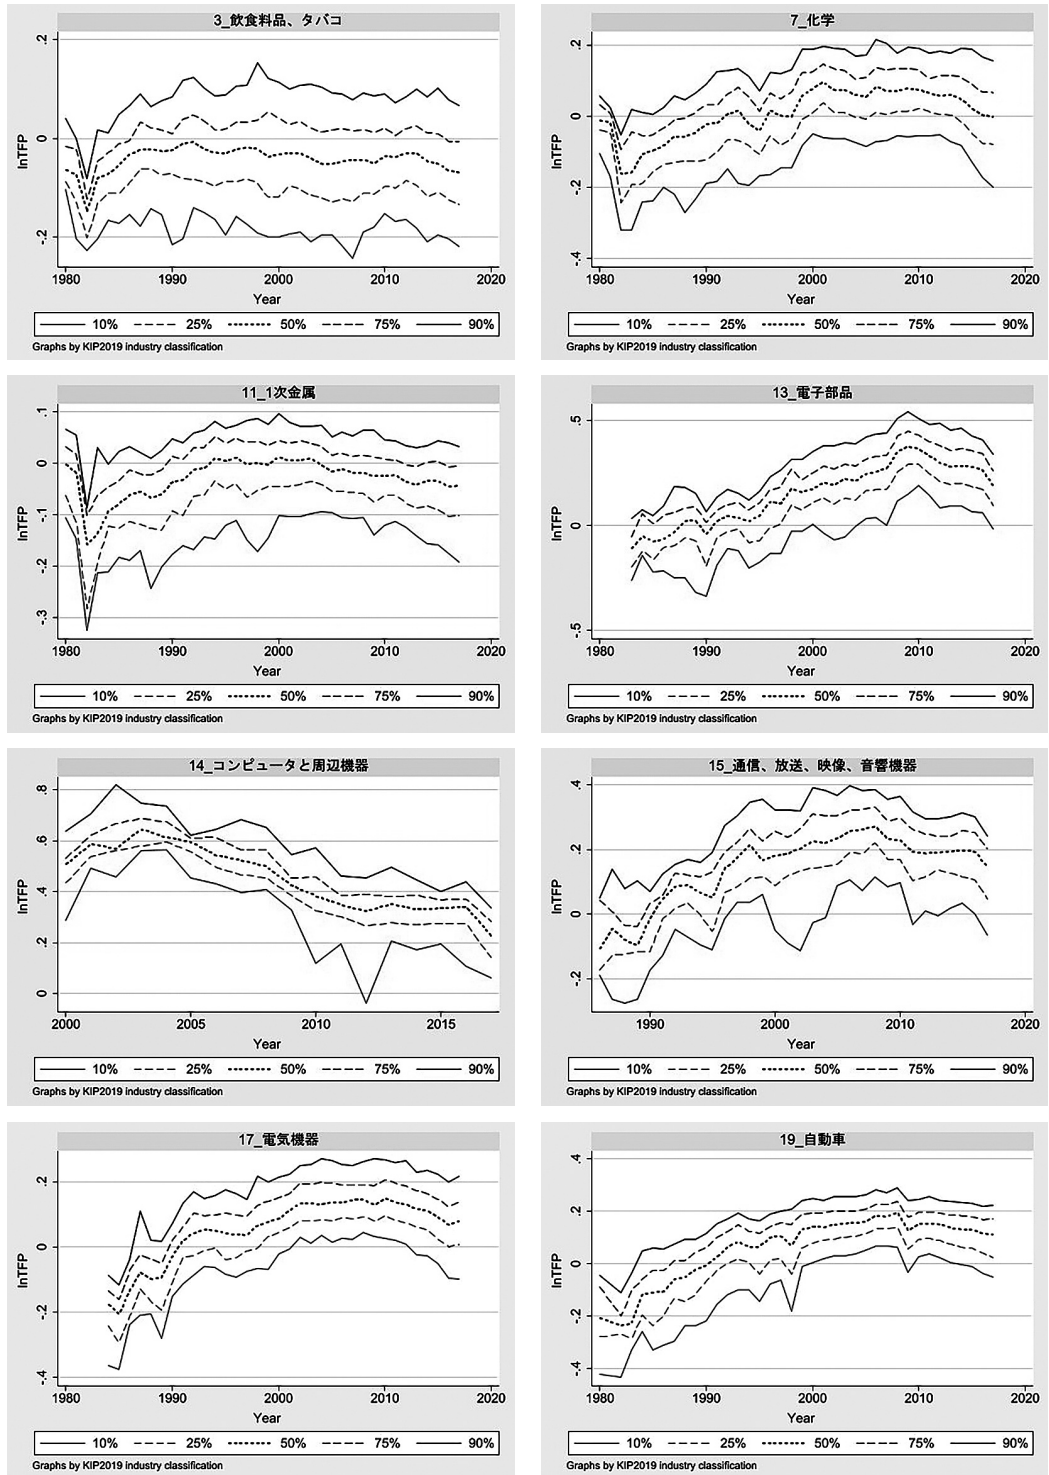 3_飲食料品、タバコ
.2
0
-.2
lnTFP
1980 1990 2000 2010 2020
Year
10% 25% 50% 75% 90%
Graphs by KIP2019 industry classification
7_化学
.2
0
-.2
-.4
lnTFP
1980 1990 2000 2010 2020
Year
10% 25% 50% 75% 90%
Graphs by KIP2019 industry classification
11_1次金属
.1
0
-.1
-.2
-.3
lnTFP
1980 1990 2000 2010 2020
Year
10% 25% 50% 75% 90%
Graphs by KIP2019 industry classification
13_電子部品
.5
0
-.5
lnTFP
1980 1990 2000 2010 2020
Year
10% 25% 50% 75% 90%
Graphs by KIP2019 industry classification
14_コンピュータと周辺機器
.8
.6
.4
.2
0
lnTFP
2000 2005 2010 2015
Year
10% 25% 50% 75% 90%
Graphs by KIP2019 industry classification
15_通信、放送、映像、音響機器
.4
.2
0
-.2
lnTFP
1990 2000 2010 2020
Year
10% 25% 50% 75% 90%
Graphs by KIP2019 industry classification
17_電気機器
.2
0
-.2
-.4
lnTFP
1980 1990 2000 2010 2020
Year
10% 25% 50% 75% 90%
Graphs by KIP2019 industry classification
19_自動車
.4
.2
0
-.2
-.4
lnTFP
1980 1990 2000 2010 2020
Year
10% 25% 50% 75% 90%
Graphs by KIP2019 industry classification